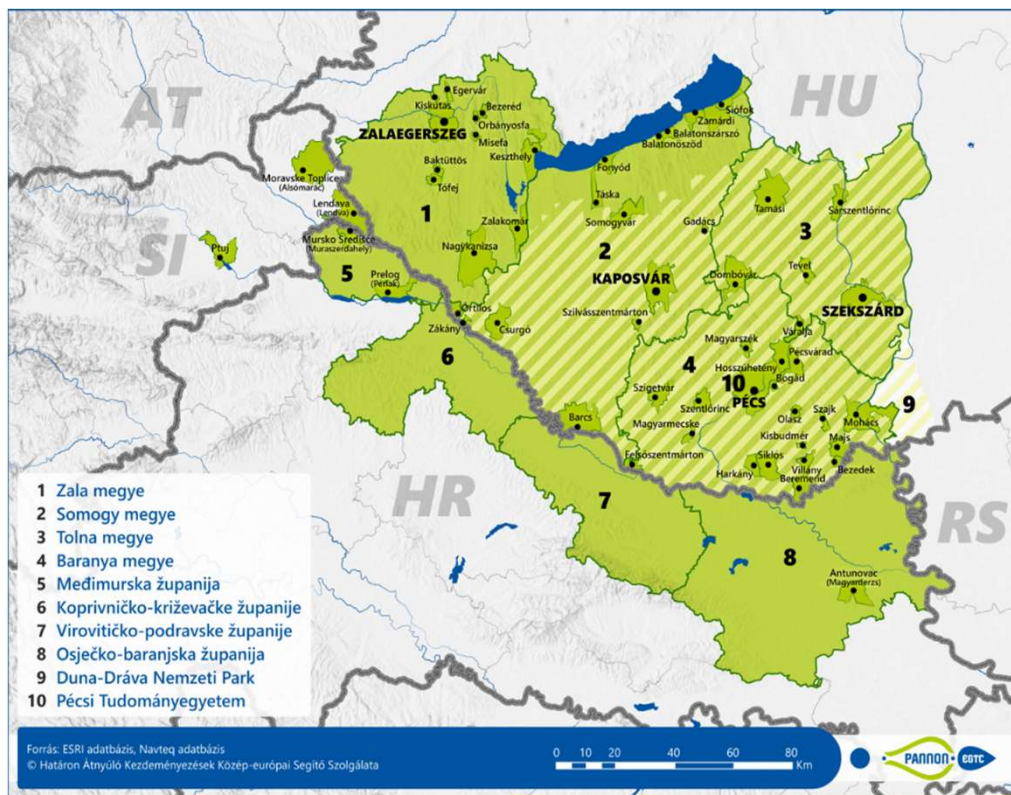 AT
HU
SI
HR
RS
Egervár
Kiskutas
Bezeréd
ZALAEGERSZEG
Orbányosfa
Misefa
Keszthely
Baktüttös
Tófej
Moravske Toplice
(Alsómarác)
Lendava
(Lendva)
1
Zalakomár
Mursko Središće
(Muraszerdahely)
Nagykanizsa
Ptuj
5
Prelog
(Perlak)
Siófok
Zamárdi
Balatonszárszó
Balatonőszöd
Fonyód
Táska
Somogyvár
Gadács
2
KAPOSVÁR
Szilvásszentmárton
Őrtilos
Zákány
Csurgó
6
Tamási
Sárszentlőrinc
3
Tevel
Dombóvár
SZEKSZÁRD
Váralja
Magyarszék
Pécsvárad
Hosszúhetény
4
10
Bogád
PÉCS
Szigetvár
Szentlőrinc
9
Olasz
Szajk
Mohács
Barcs
Magyarmecske
Kisbudmér
Majs
Felsőszentmárton
Harkány
Siklós
Villány
Bezedek
Beremend
7
8
Antunovac
(Magyarderzs)
1 Zala megye
2 Somogy megye
3 Tolna megye
4 Baranya megye
5 Međimurska županija
6 Koprivničko-križevačke županije
7 Virovitičko-podravske županije
8 Osječko-baranjska županija
9 Duna-Dráva Nemzeti Park
10 Pécsi Tudományegyetem
Forrás: ESRI adatbázis, Navteq adatbázis
© Határon Átnyúló Kezdeményezések Közép-európai Segítő Szolgálata
0 10 20 40 60 80
Km
PANNON EGTC